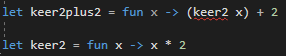 let keer2plus2 = fun x -> (keer2 x) + 2
let keer2 = fun x -> x * 2